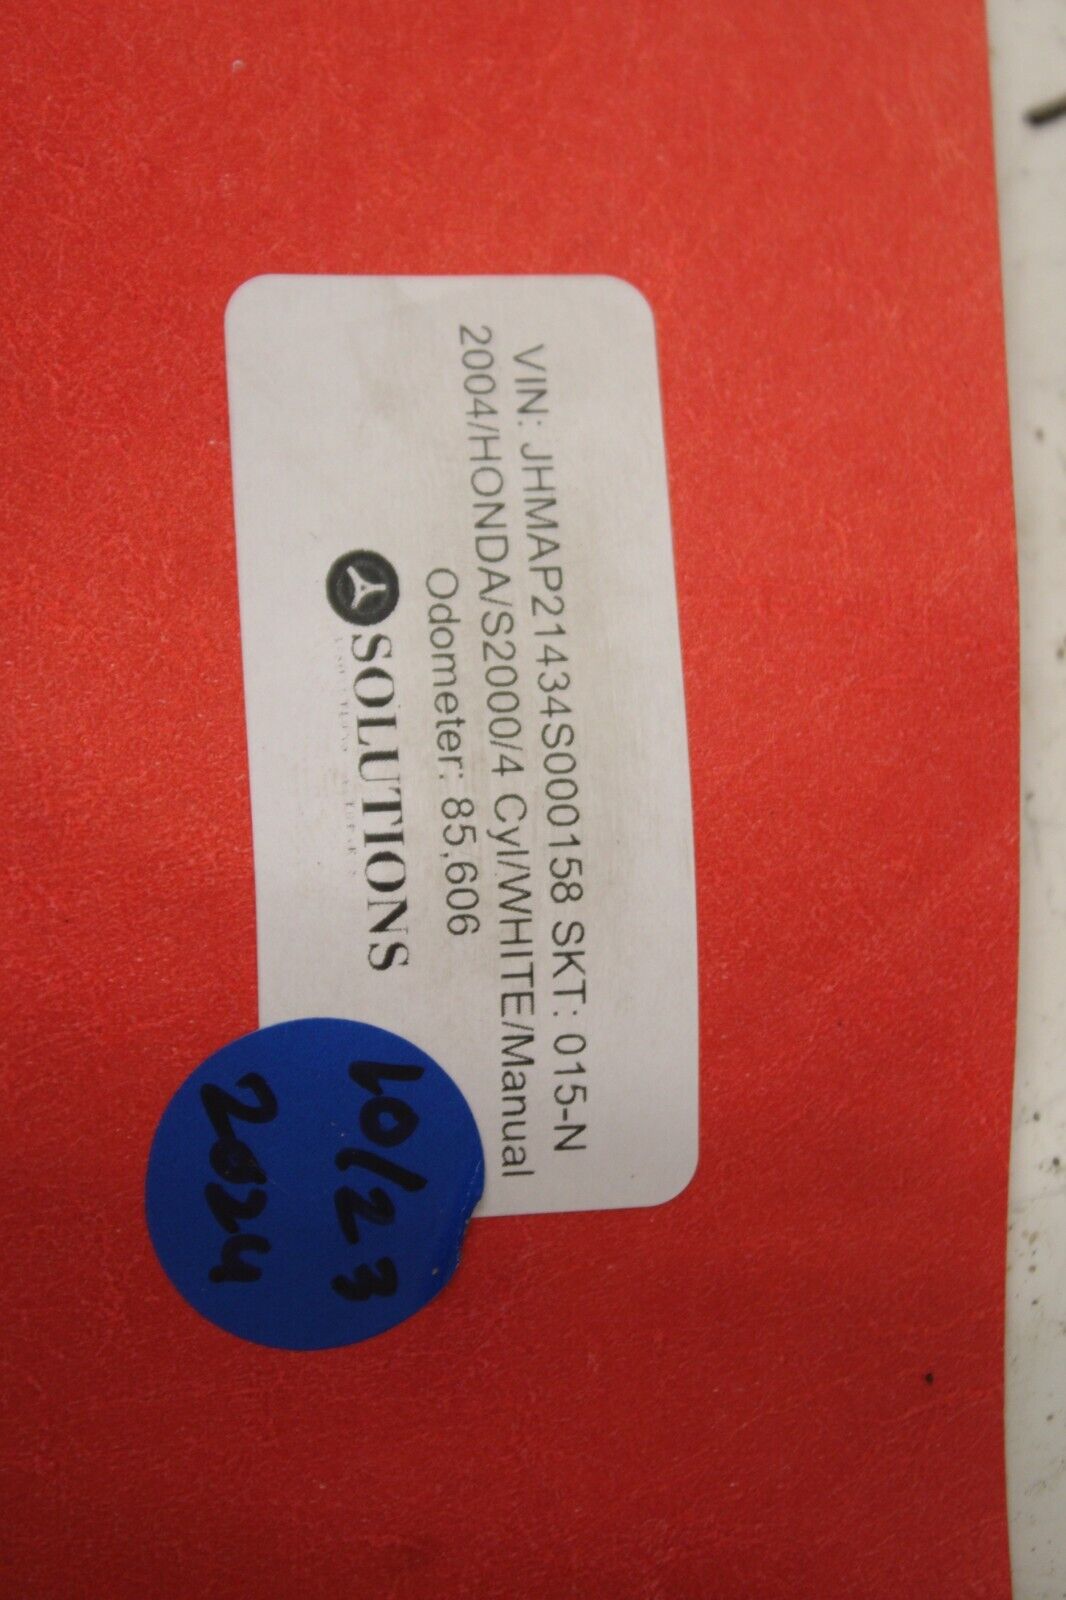 VIN: JHMAP21434S000158 SKT: 015-N
2004/HONDA/S2000/4 Cyl/WHITE/Manual
Odometer: 85,606
SOLUTIONS
10/23
2024